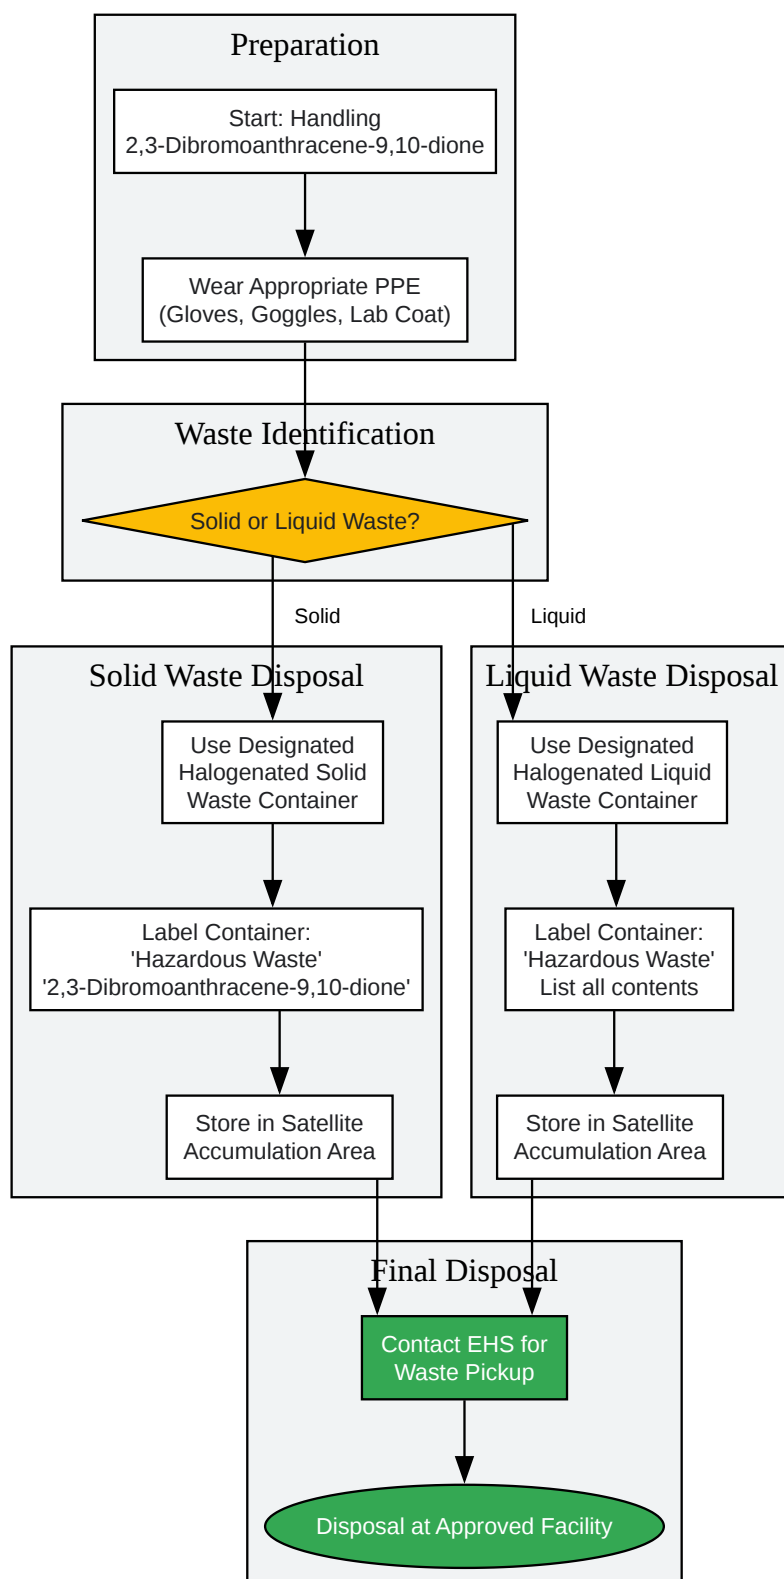 Preparation
Start: Handling
2,3-Dibromoanthracene-9,10-dione
Wear Appropriate PPE
(Gloves, Goggles, Lab Coat)
Waste Identification
Solid or Liquid Waste?
Solid
Liquid
Solid Waste Disposal
Use Designated
Halogenated Solid
Waste Container
Label Container:
'Hazardous Waste'
'2,3-Dibromoanthracene-9,10-dione'
Store in Satellite
Accumulation Area
Liquid Waste Disposal
Use Designated
Halogenated Liquid
Waste Container
Label Container:
'Hazardous Waste'
List all contents
Store in Satellite
Accumulation Area
Final Disposal
Contact EHS for
Waste Pickup
Disposal at Approved Facility